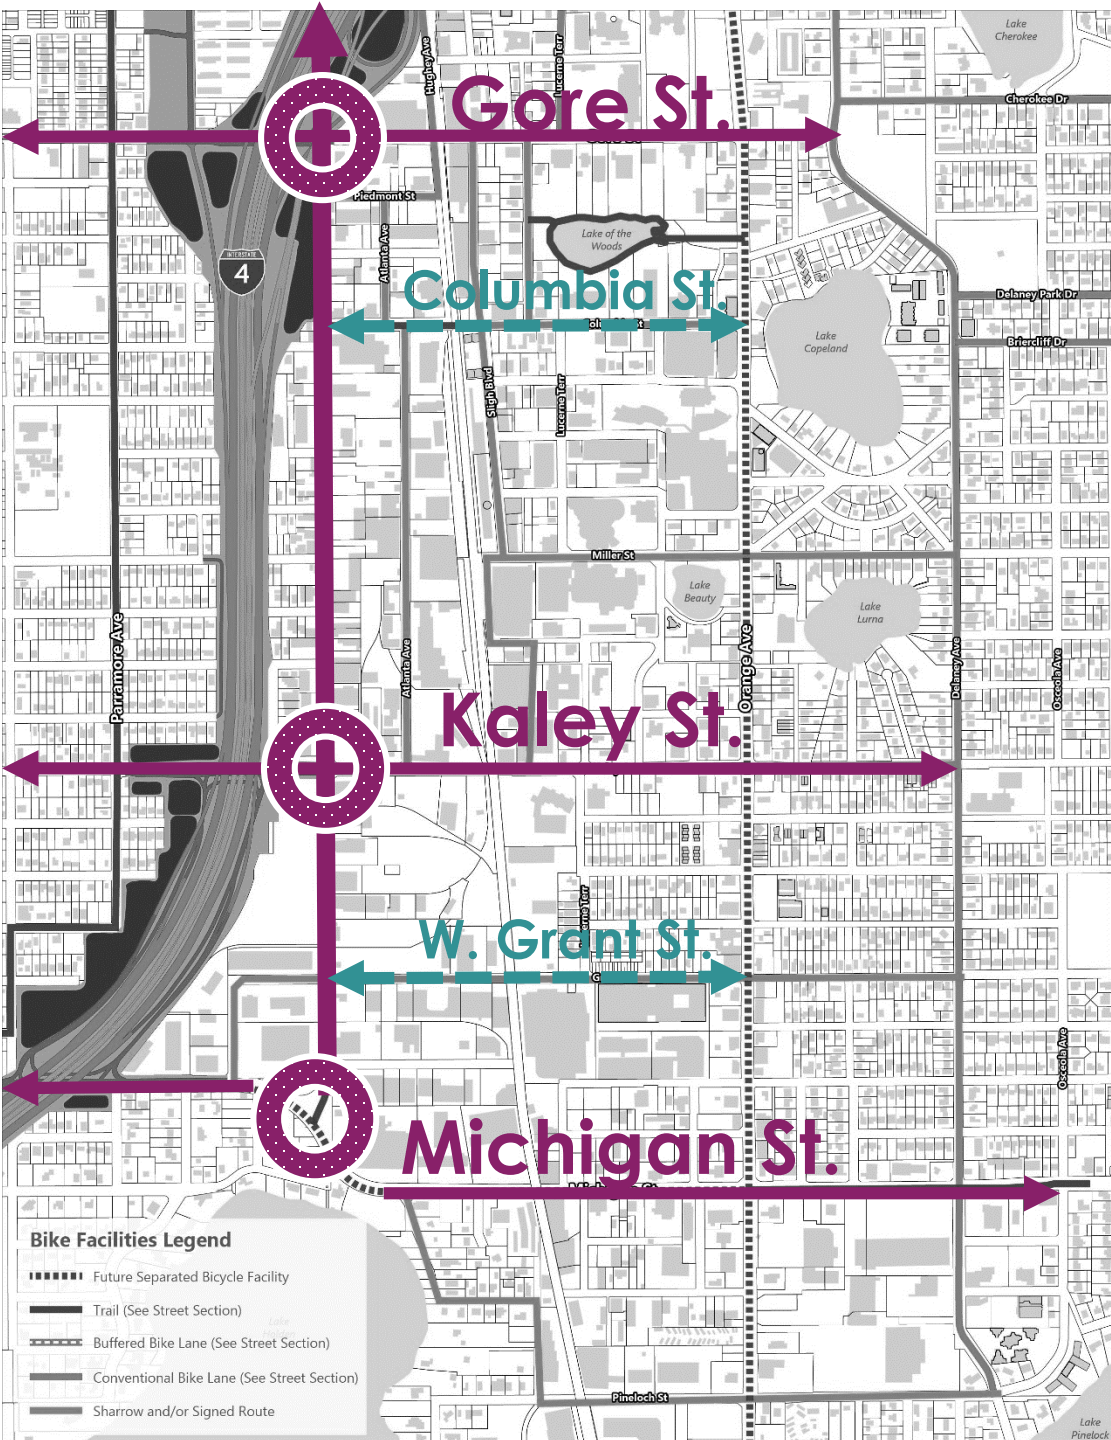 Lake
Cherokee
Hughey Ave
Lucerne Terr
Gore St.
Cherokee Dr
Piedmont St
Lake of the
Woods
Atlanta Ave
INTERSTATE
4
Columbia St.
Delaney Park Dr
Lake
Copeland
Briercliff Dr
Sligh Blvd
Lucerne Terr
Miller St
Lake
Beauty
Lake
Lurna
Parramore Ave
Atlanta Ave
Orange Ave
Delaney Ave
Osceola Ave
Kaley St.
W. Grant St.
Osceola Ave
Michigan St.
Bike Facilities Legend
Future Separated Bicycle Facility
Trail (See Street Section)
Buffered Bike Lane (See Street Section)
Conventional Bike Lane (See Street Section)
Sharrow and/or Signed Route
Pineloch St
Lake
Pinelock